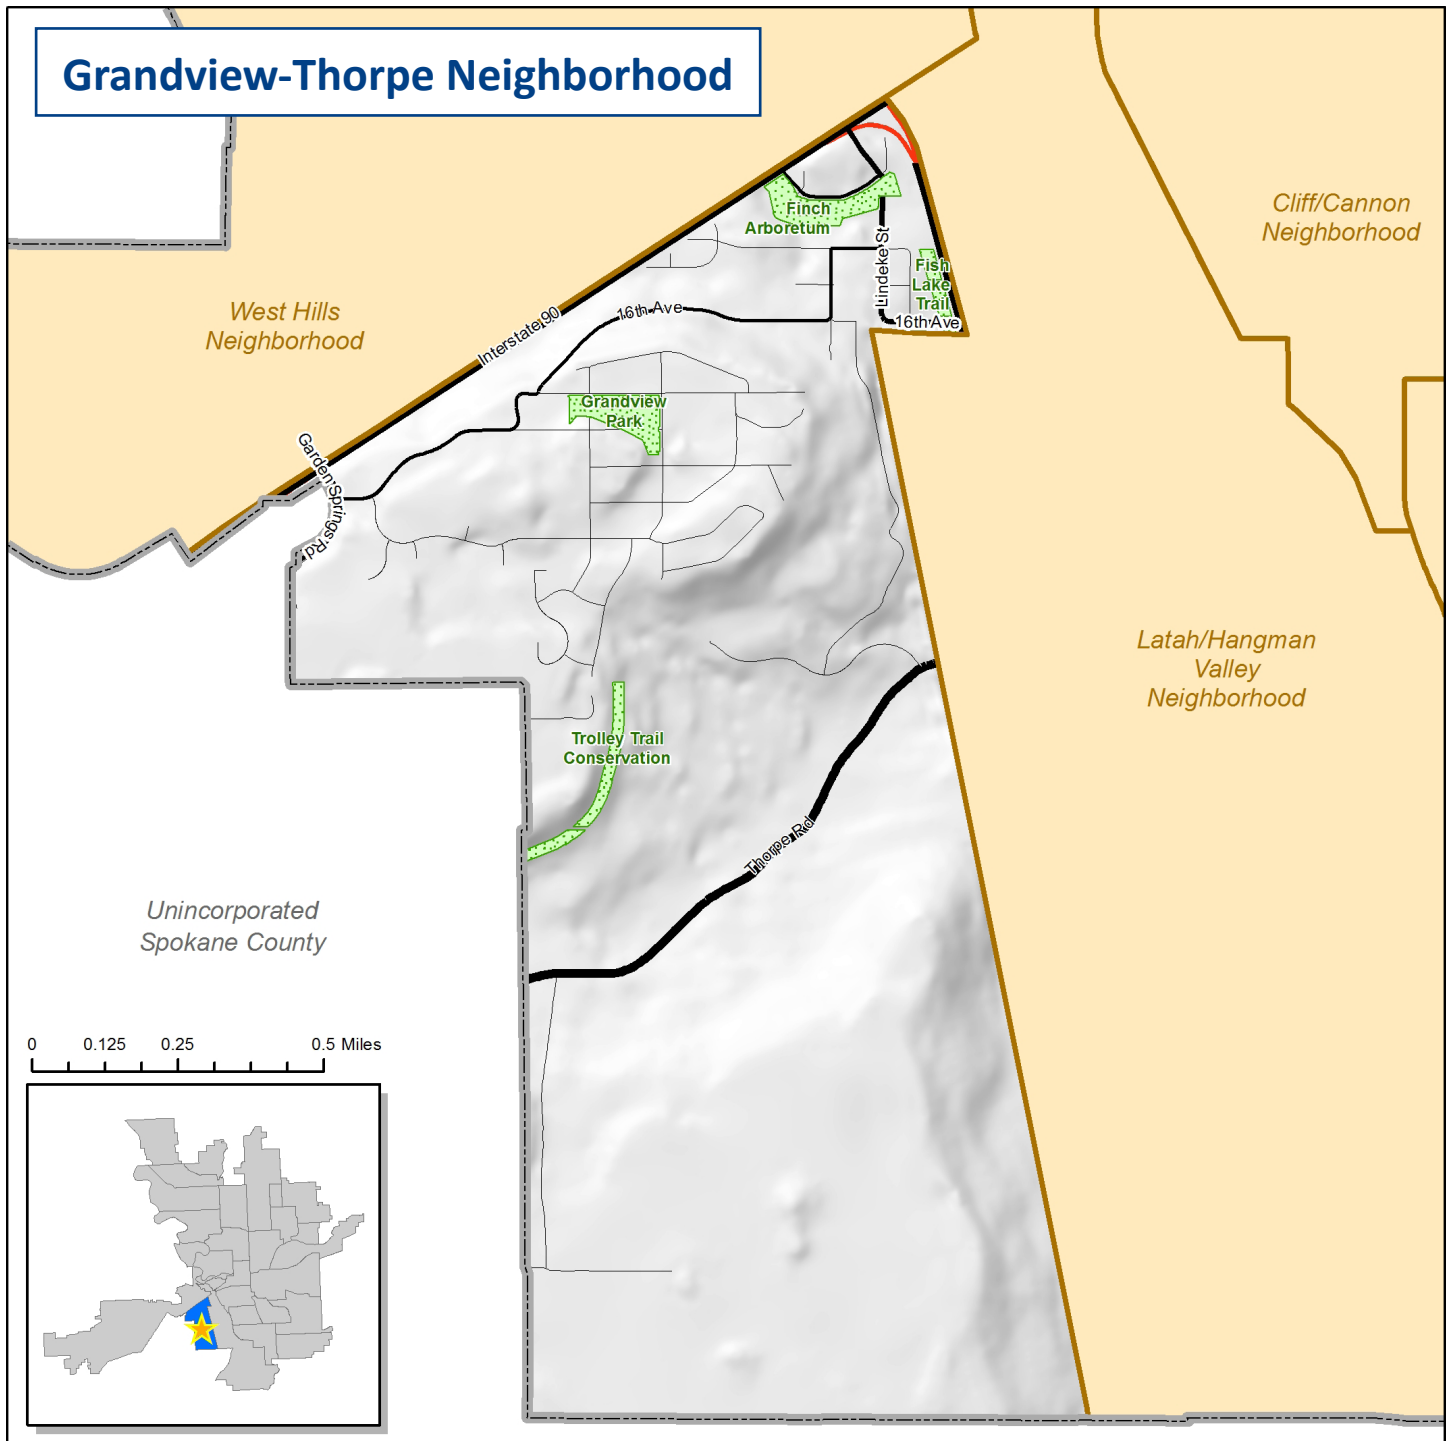 Grandview-Thorpe Neighborhood
Cliff/Cannon
Neighborhood
Finch
Arboretum
Lindeke St
Fish
Lake
Trail
16th Ave
West Hills
Neighborhood
Interstate 90
16th Ave
Grandview
Park
Garden Springs Rd
Latah/Hangman
Valley
Neighborhood
Trolley Trail
Conservation
Thorpe Rd
Unincorporated
Spokane County
0 0.125 0.25 0.5 Miles